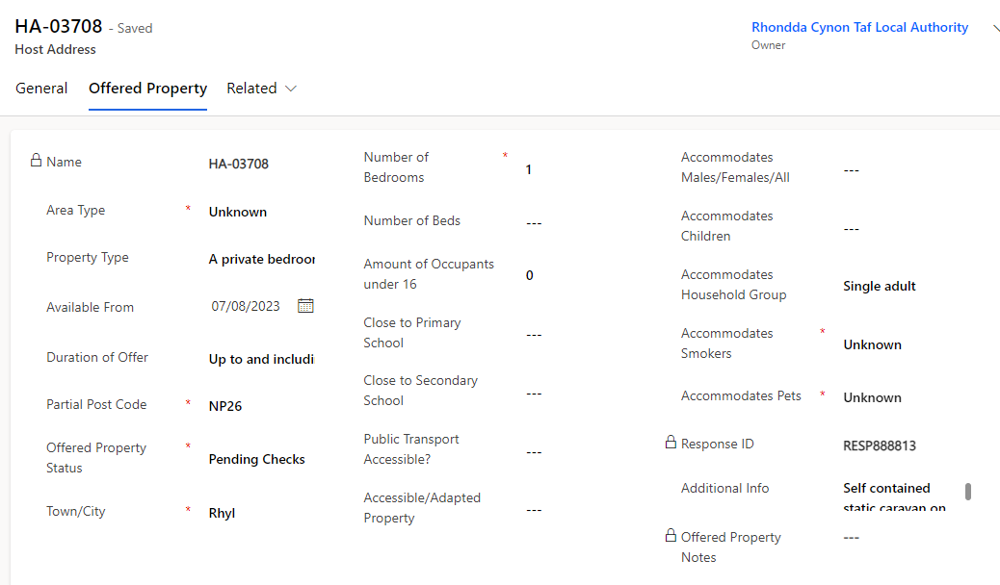 HA-03708 - Saved
Host Address
Rhondda Cynon Taf Local Authority
Owner
General Offered Property Related
Name HA-03708
Area Type * Unknown
Property Type A private bedroor
Available From 07/08/2023
Duration of Offer Up to and includi
Partial Post Code * NP26
Offered Property
Status * Pending Checks
Town/City * Rhyl
Number of
Bedrooms * 1
Number of Beds ---
Amount of Occupants
under 16 0
Close to Primary
School ---
Close to Secondary
School ---
Public Transport
Accessible? ---
Accessible/Adapted
Property ---
Accommodates
Males/Females/All ---
Accommodates
Children ---
Accommodates
Household Group Single adult
Accommodates
Smokers * Unknown
Accommodates Pets * Unknown
Response ID RESP888813
Additional Info Self contained
static caravan on
Offered Property
Notes ---